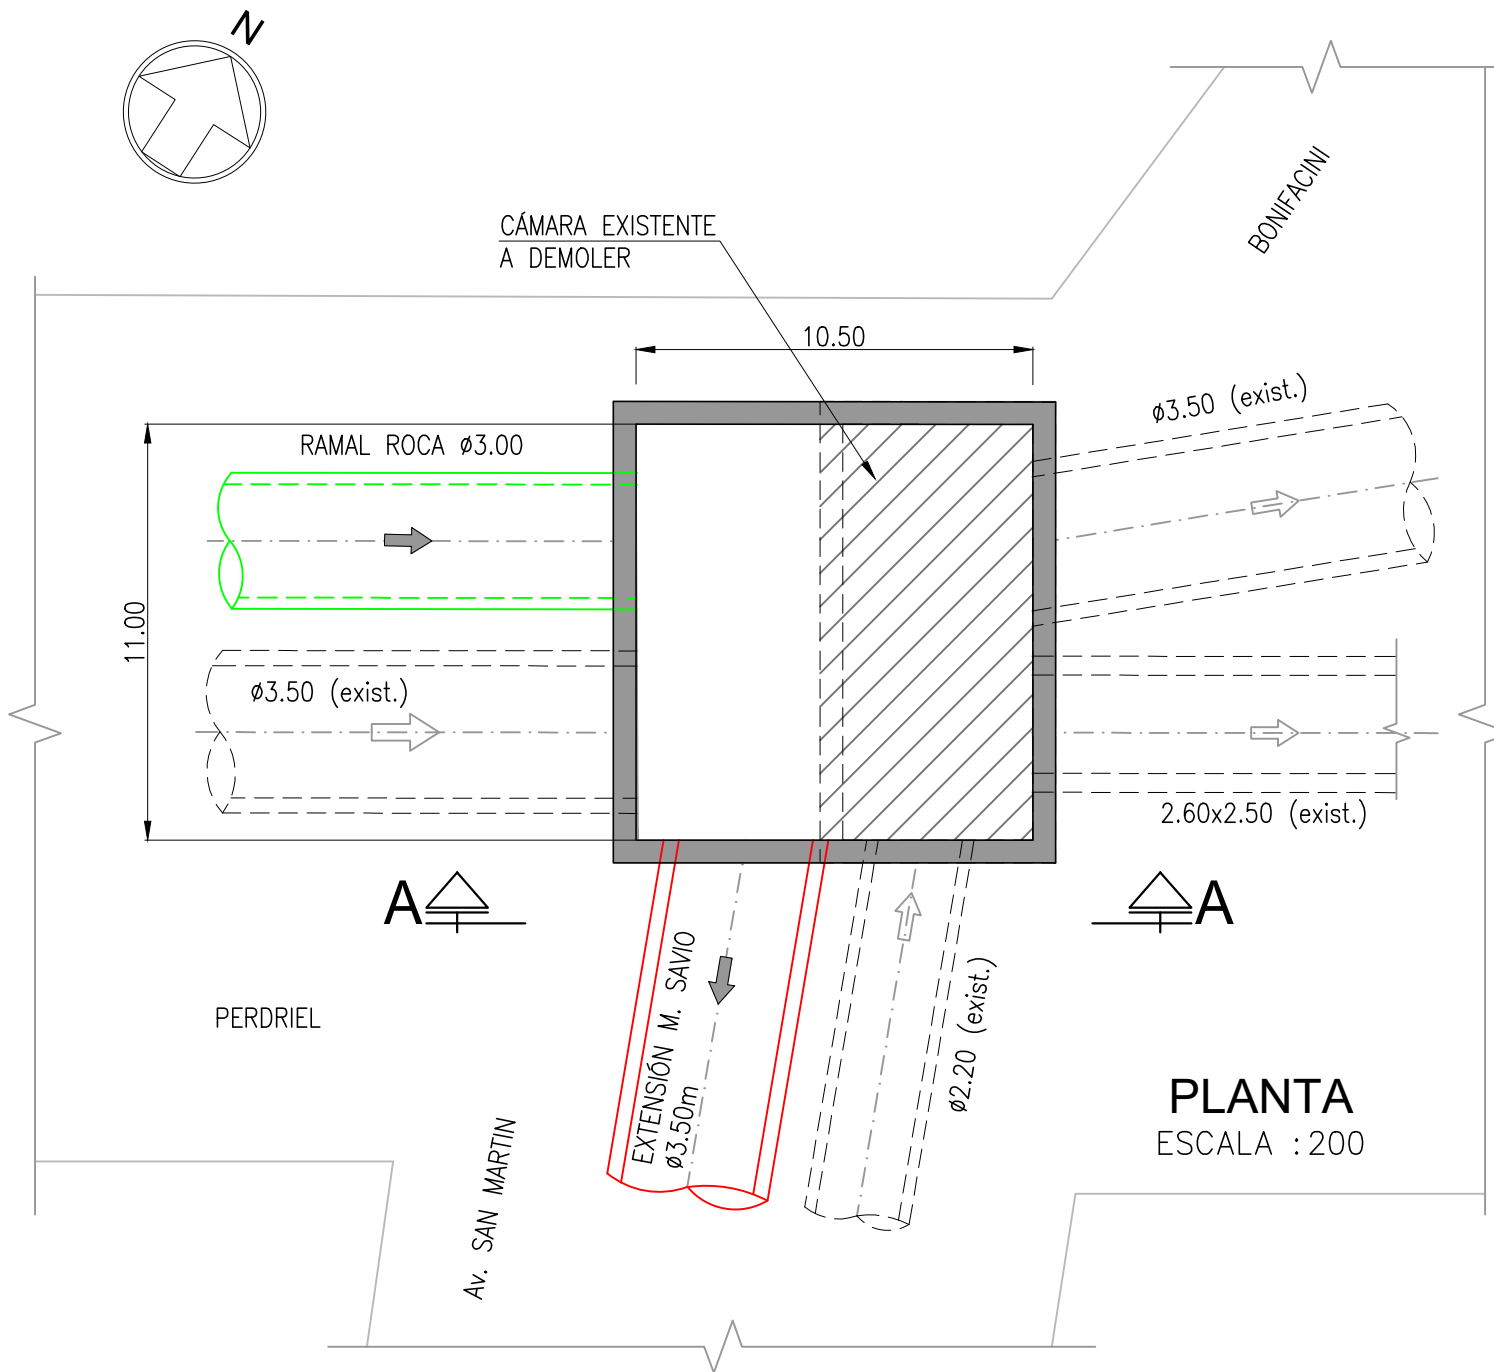 N
BONIFACINI
CÁMARA EXISTENTE
A DEMOLER
10.50
ø3.50 (exist.)
RAMAL ROCA ø3.00
11.00
ø3.50 (exist.)
2.60x2.50 (exist.)
A
A
EXTENSIÓN M. SAVIO
ø3.50m
ø2.20 (exist.)
PERDRIEL
PLANTA
ESCALA :200
Av. SAN MARTIN